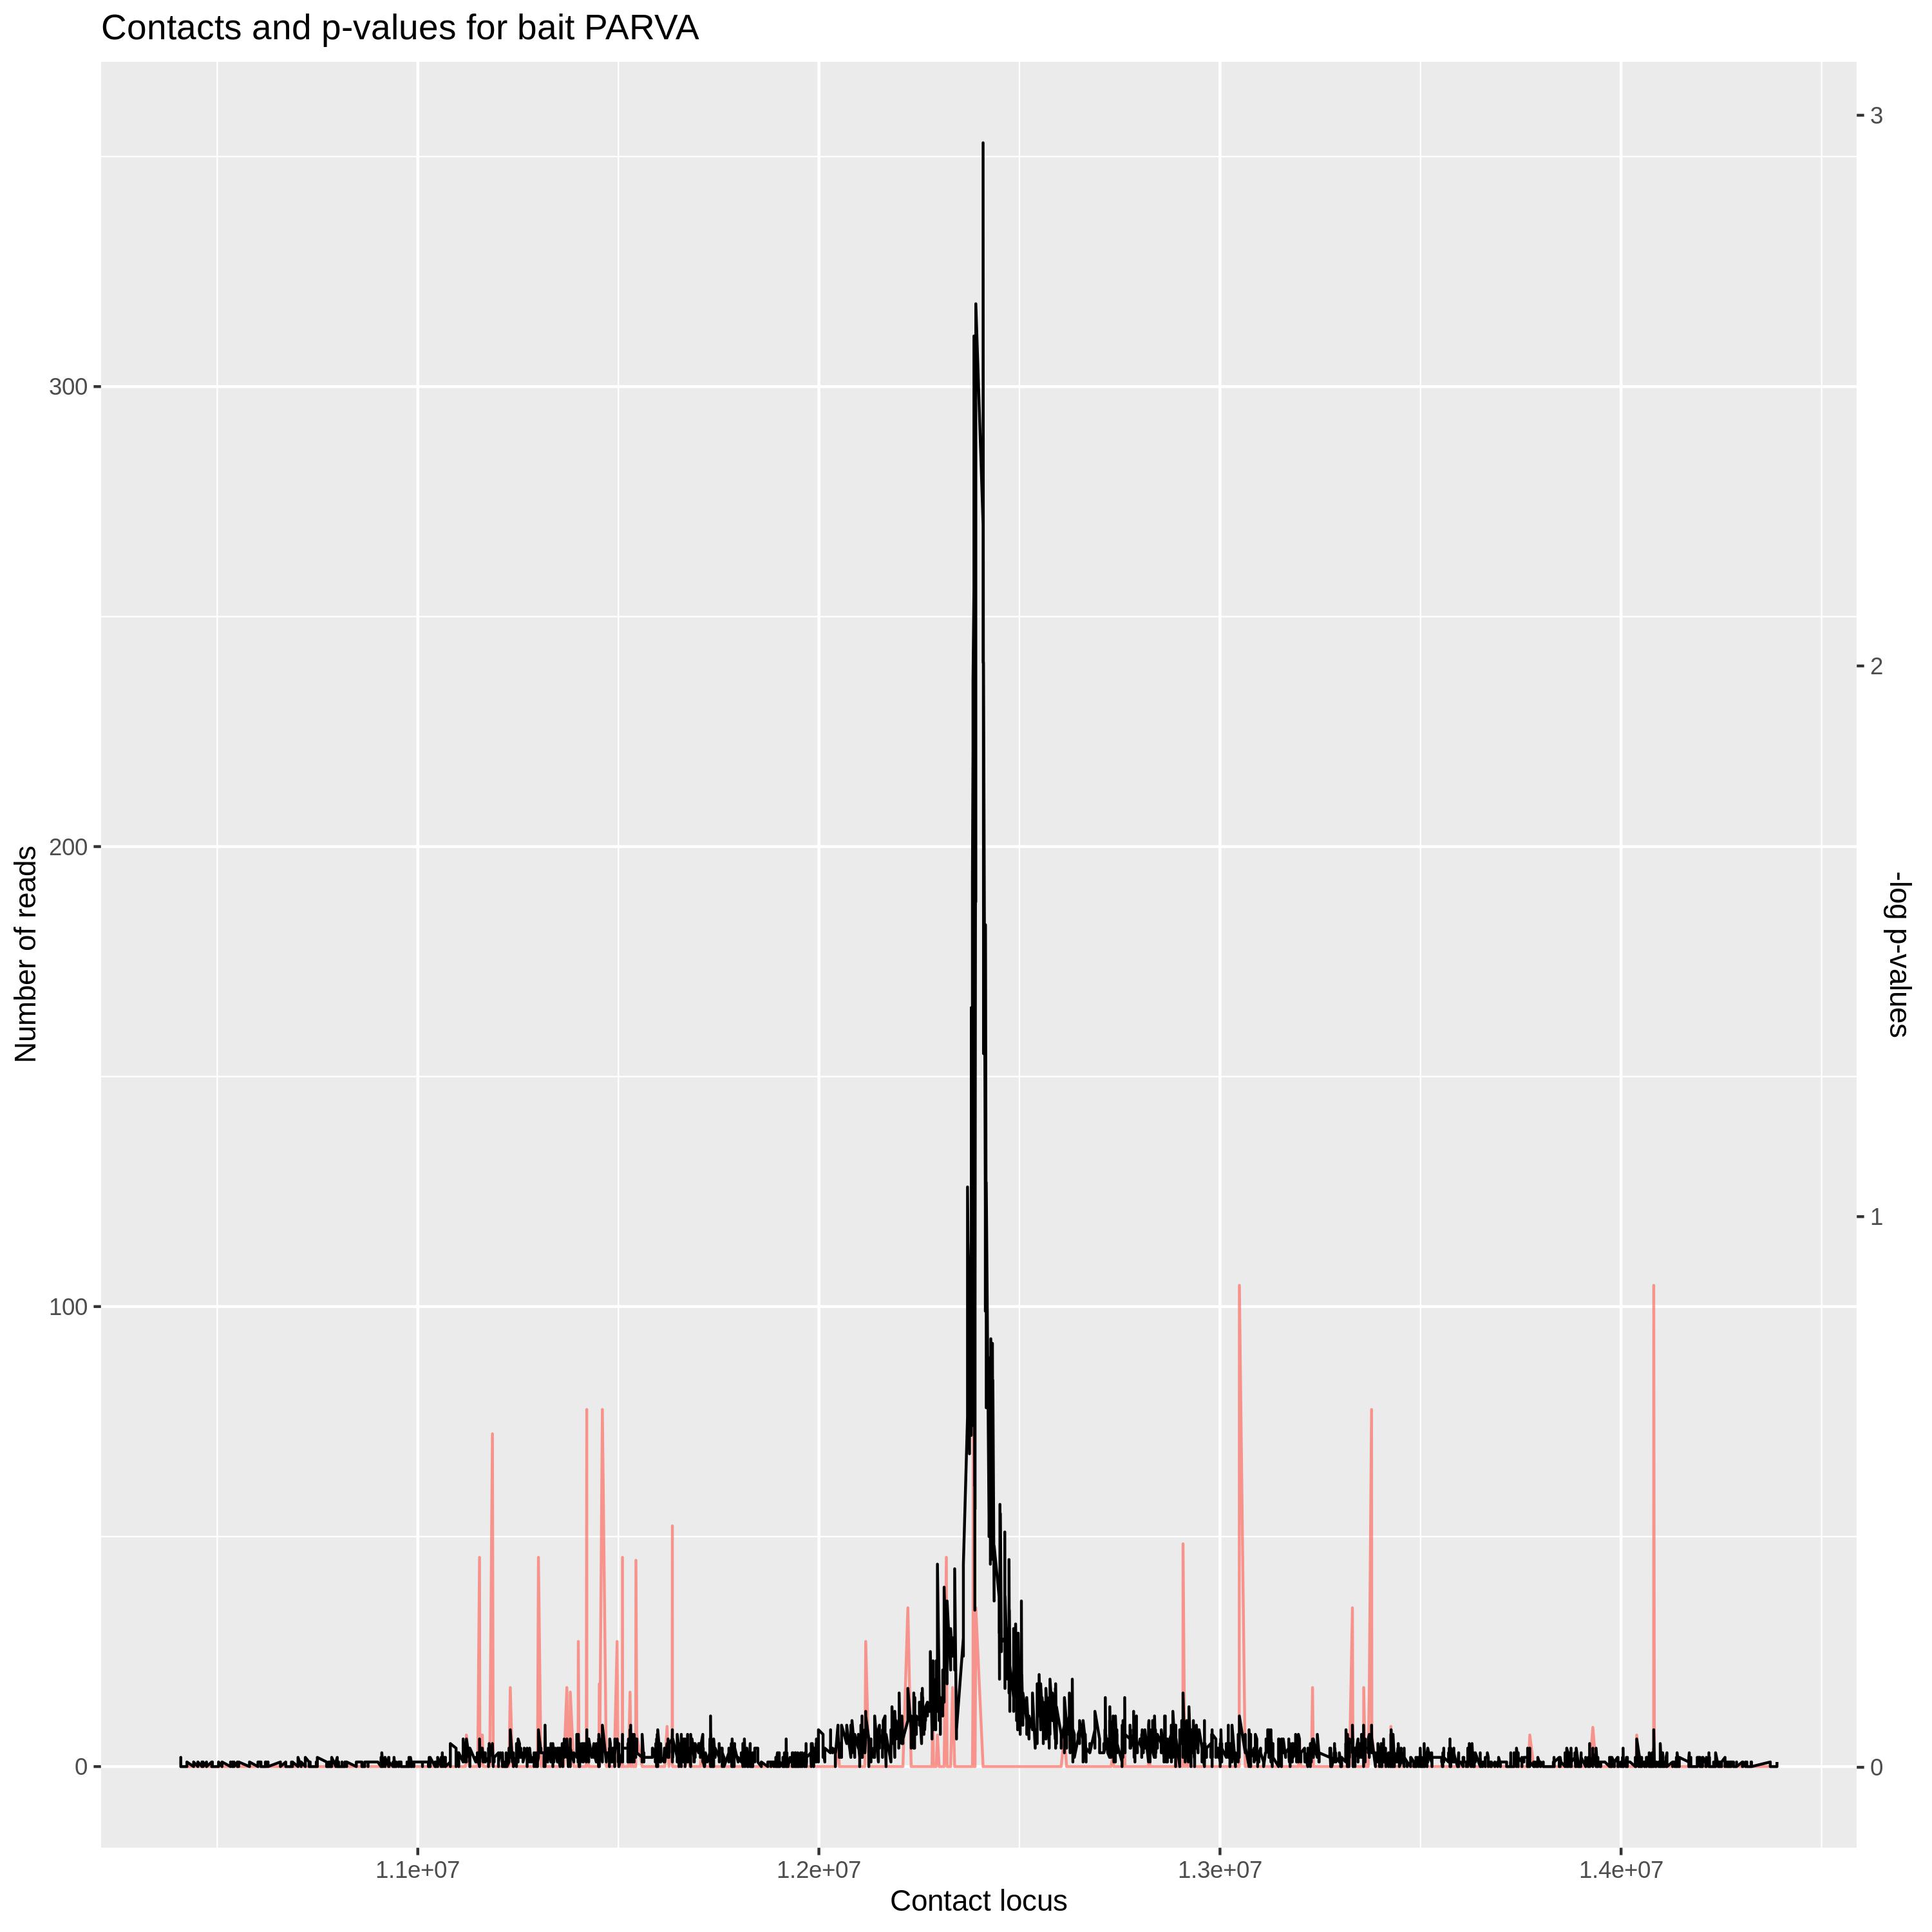 Contacts and p-values for bait PARVA
Number of reads
300
200
100
0
3
2
1
0
-log p-values
1.1e+07
1.2e+07
1.3e+07
1.4e+07
Contact locus